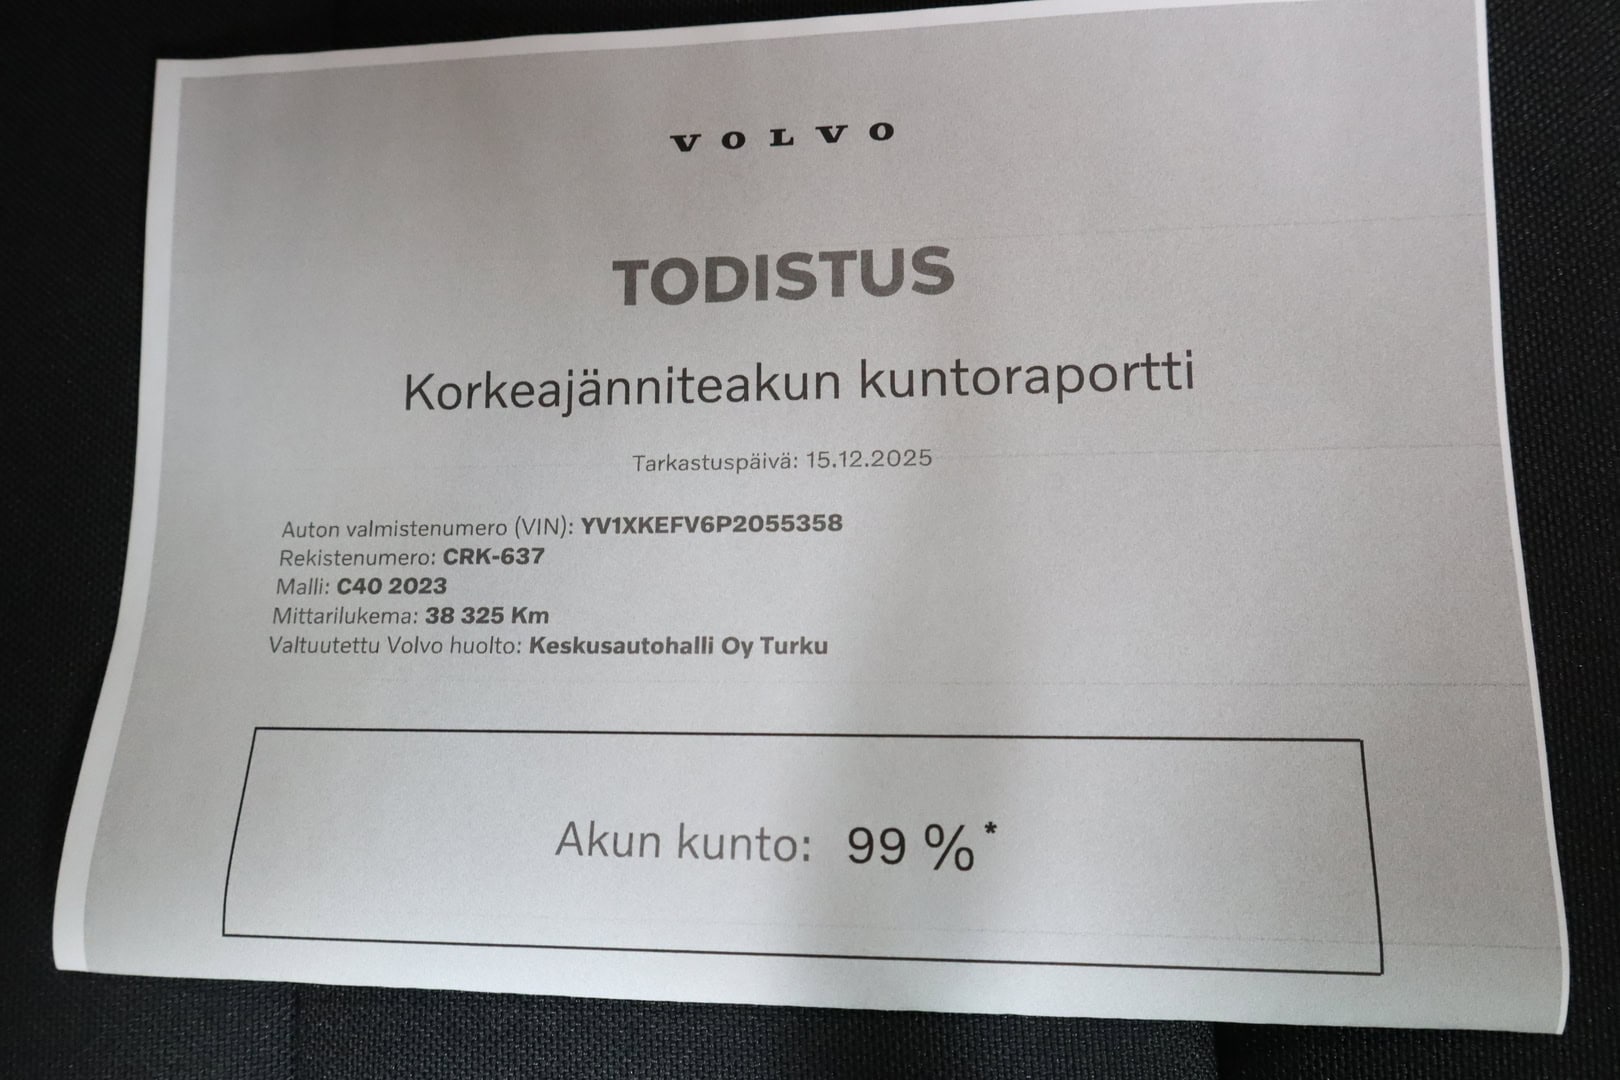 VOLVO
TODISTUS
Korkeajänniteakun kuntoraportti
Tarkastuspäivä: 15.12.2025
Auton valmistenumero (VIN): YV1XKEFV6P2055358
Rekistenumero: CRK-637
Malli: C40 2023
Mittarilukema: 38 325 Km
Valtuutettu Volvo huolto: Keskusautohalli Oy Turku
Akun kunto: 99 %*